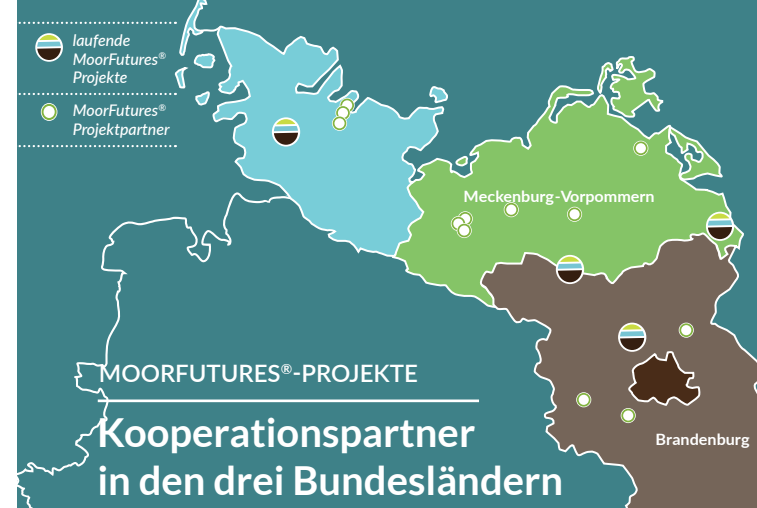 laufende
MoorFutures®
Projekte
MoorFutures®
Projektpartner
Meckenburg-Vorpommern
MOORFUTURES®-PROJEKTE
Kooperationspartner
in den drei Bundesländern
Brandenburg